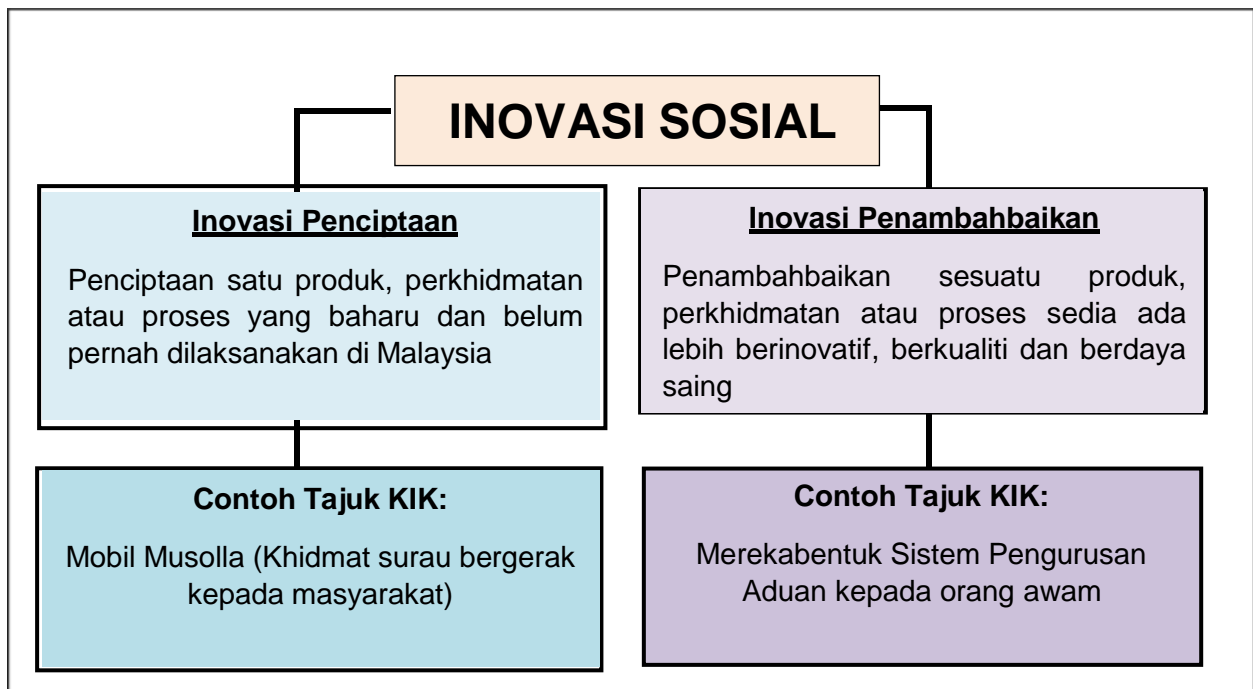 INOVASI SOSIAL
Inovasi Penciptaan
Penciptaan satu produk, perkhidmatan
atau proses yang baharu dan belum
pernah dilaksanakan di Malaysia
Inovasi Penambahbaikan
Penambahbaikan sesuatu produk,
perkhidmatan atau proses sedia ada
lebih berinovatif, berkualiti dan berdaya
saing
Contoh Tajuk KIK:
Mobil Musolla (Khidmat surau bergerak
kepada masyarakat)
Contoh Tajuk KIK:
Merekabentuk Sistem Pengurusan
Aduan kepada orang awam